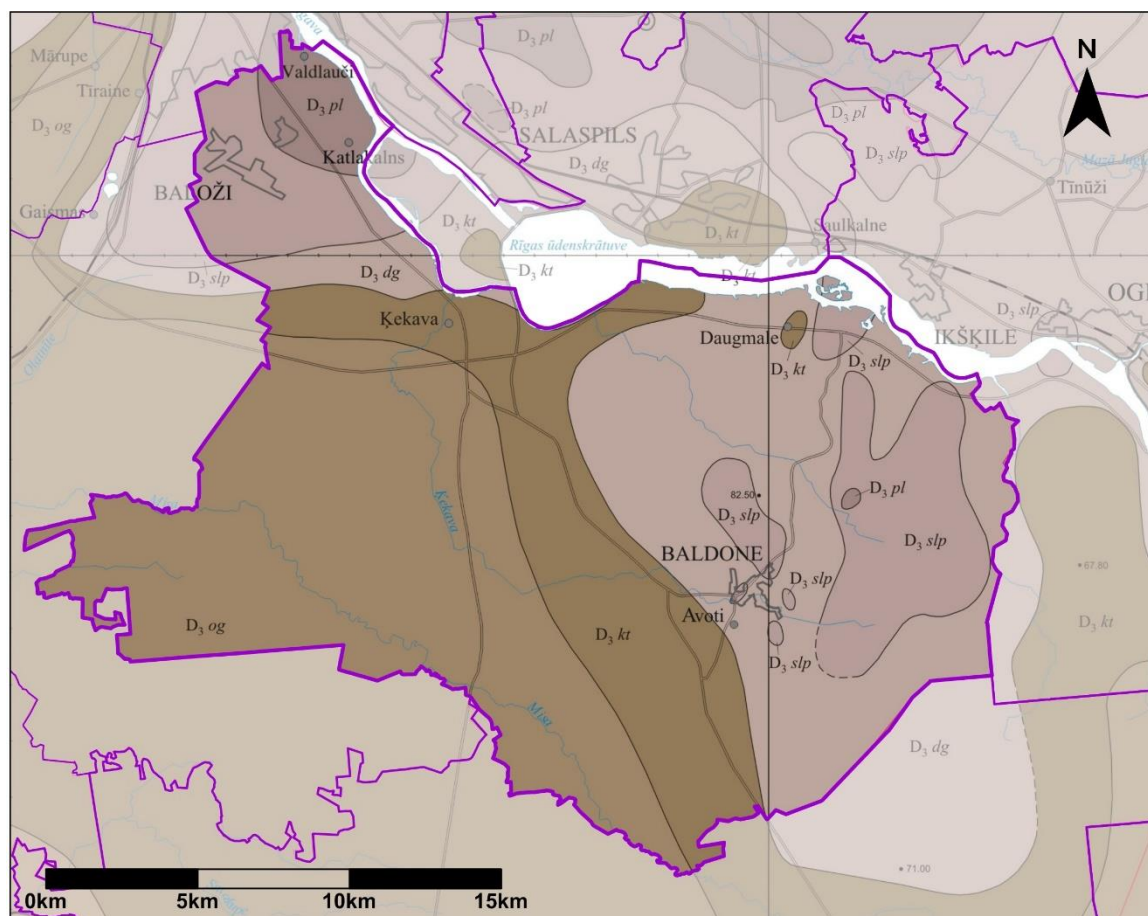 Mārupe
Tiraine
D₃ og
Gaismas
BALOŽI
D₃ slp
Valdlauči
D₃ pl
Katlakalns
D₃ dg
D₃ kt
D₃ kt
D₃ pl
D₃ pl
SALASPILS
D₃ dg
D₃ kt
D₃ kt
Rīgas ūdenskrātuve
Saulkalne
D₃ pl
D₃ slp
Mazā Jugla
Tīnūži
D₃ slp
IKŠĶILE
Ķekava
Daugmale
D₃ kt
D₃ slp
Olainīte
Ķekava
Misa
82.50
D₃ slp
D₃ pl
D₃ slp
BALDONE
D₃ slp
Avoti
D₃ slp
D₃ og
D₃ kt
Misa
67.80
D₃ kt
D₃ dg
71.00
N
0km 5km 10km 15km